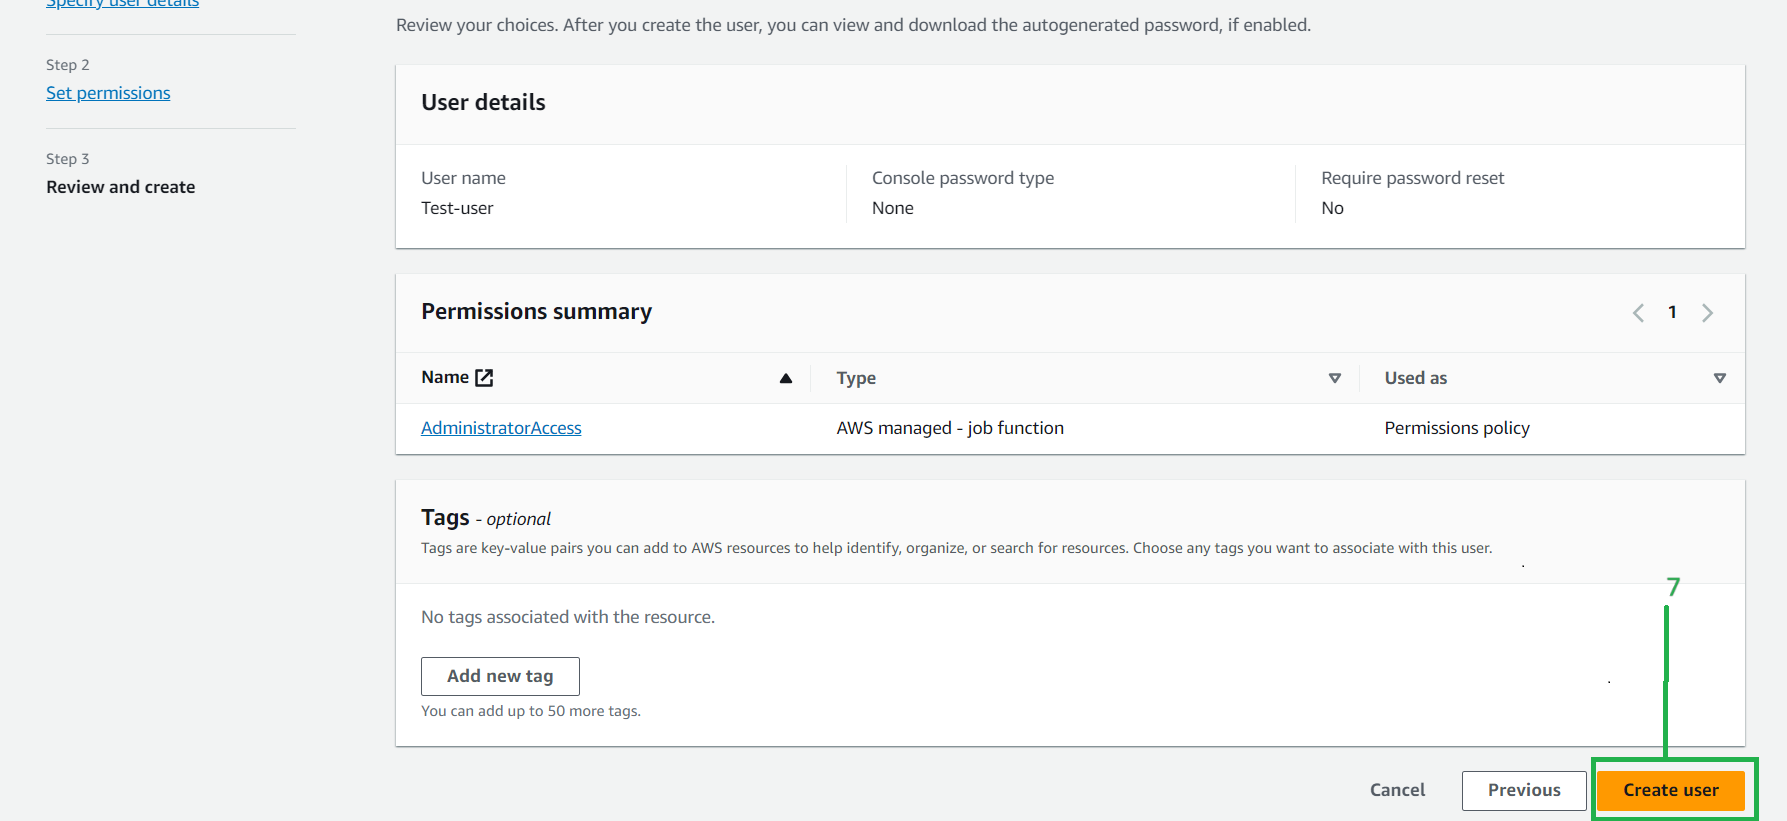 Specify user details
Step 2
Set permissions
Step 3
Review and create
Review your choices. After you create the user, you can view and download the autogenerated password, if enabled.
User details
User name
Test-user
Console password type
None
Require password reset
No
Permissions summary
1
Name
Type
Used as
AdministratorAccess
AWS managed - job function
Permissions policy
Tags - optional
Tags are key-value pairs you can add to AWS resources to help identify, organize, or search for resources. Choose any tags you want to associate with this user.
No tags associated with the resource.
Add new tag
You can add up to 50 more tags.
7
Cancel
Previous
Create user